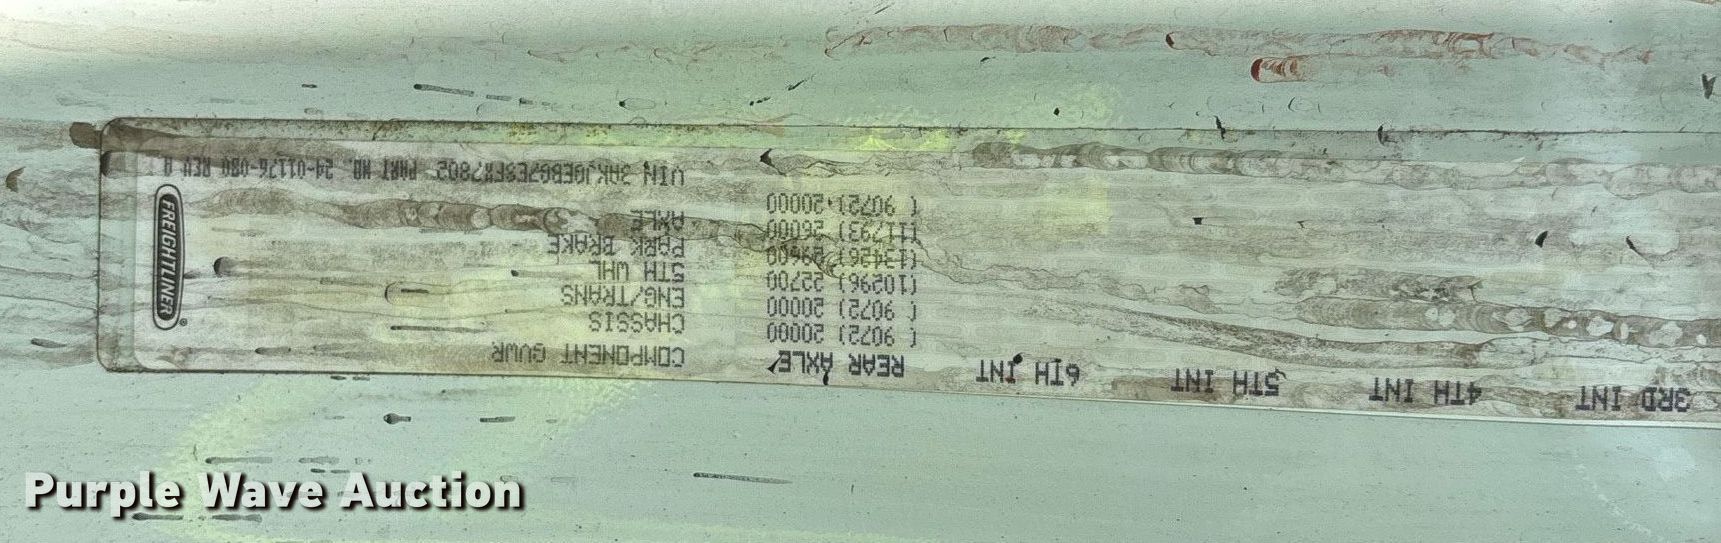 3RD INT 4TH INT 5TH INT 6TH INT REAR AXLE COMPONENT GVWR
( 9072) 20000 CHASSIS
( 9072) 20000 ENG/TRANS
(10296) 22700 5TH WHL
(13426) 29600 PARK BRAKE
(11793) 26000 AXLE
( 9072) 20000
VIN PART NO. 24-01176-080 REV A
FREIGHTLINER®
Purple Wave Auction